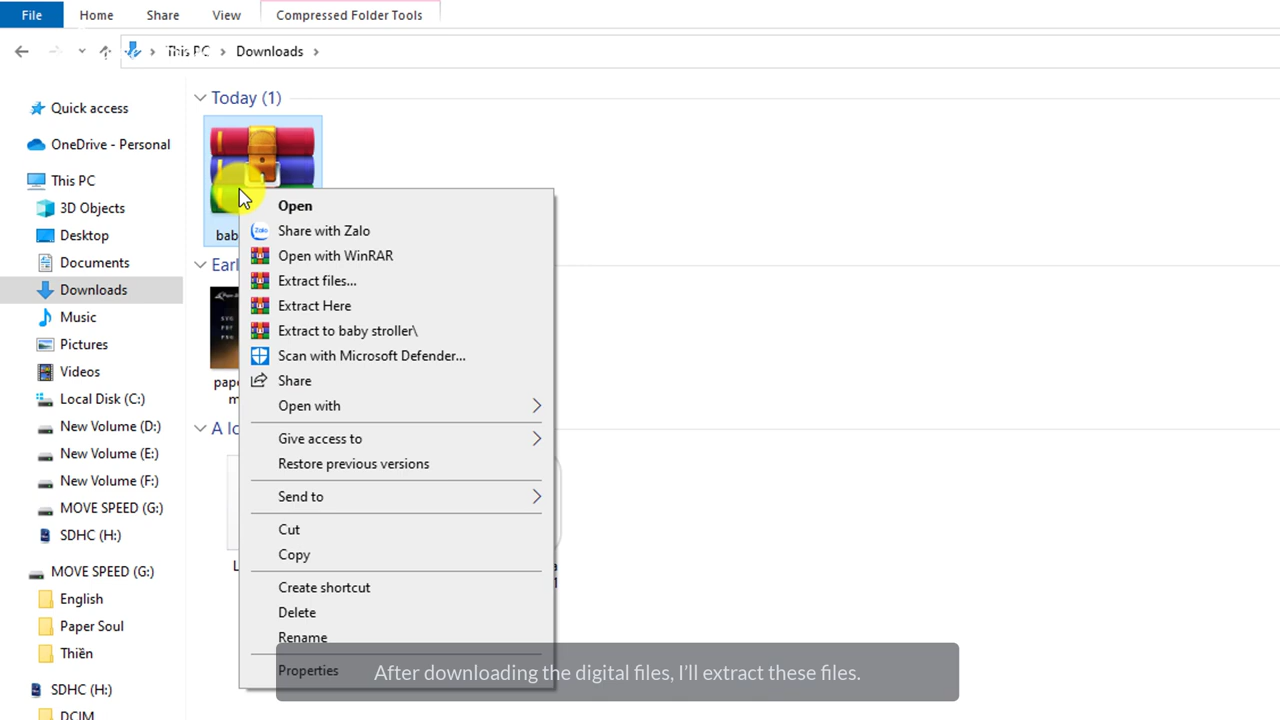 File Home Share View Compressed Folder Tools
This PC Downloads
Quick access
OneDrive - Personal
This PC
3D Objects
Desktop
Documents
Downloads
Music
Pictures
Videos
Local Disk (C:)
New Volume (D:)
New Volume (E:)
New Volume (F:)
MOVE SPEED (G:)
SDHC (H:)
MOVE SPEED (G:)
English
Paper Soul
Thiền
SDHC (H:)
DCIM
Today (1)
Open
Share with Zalo
Open with WinRAR
Extract files...
Extract Here
Extract to baby stroller\
Scan with Microsoft Defender...
Share
Open with
Give access to
Restore previous versions
Send to
Cut
Copy
Create shortcut
Delete
Rename
Properties
After downloading the digital files, I'll extract these files.